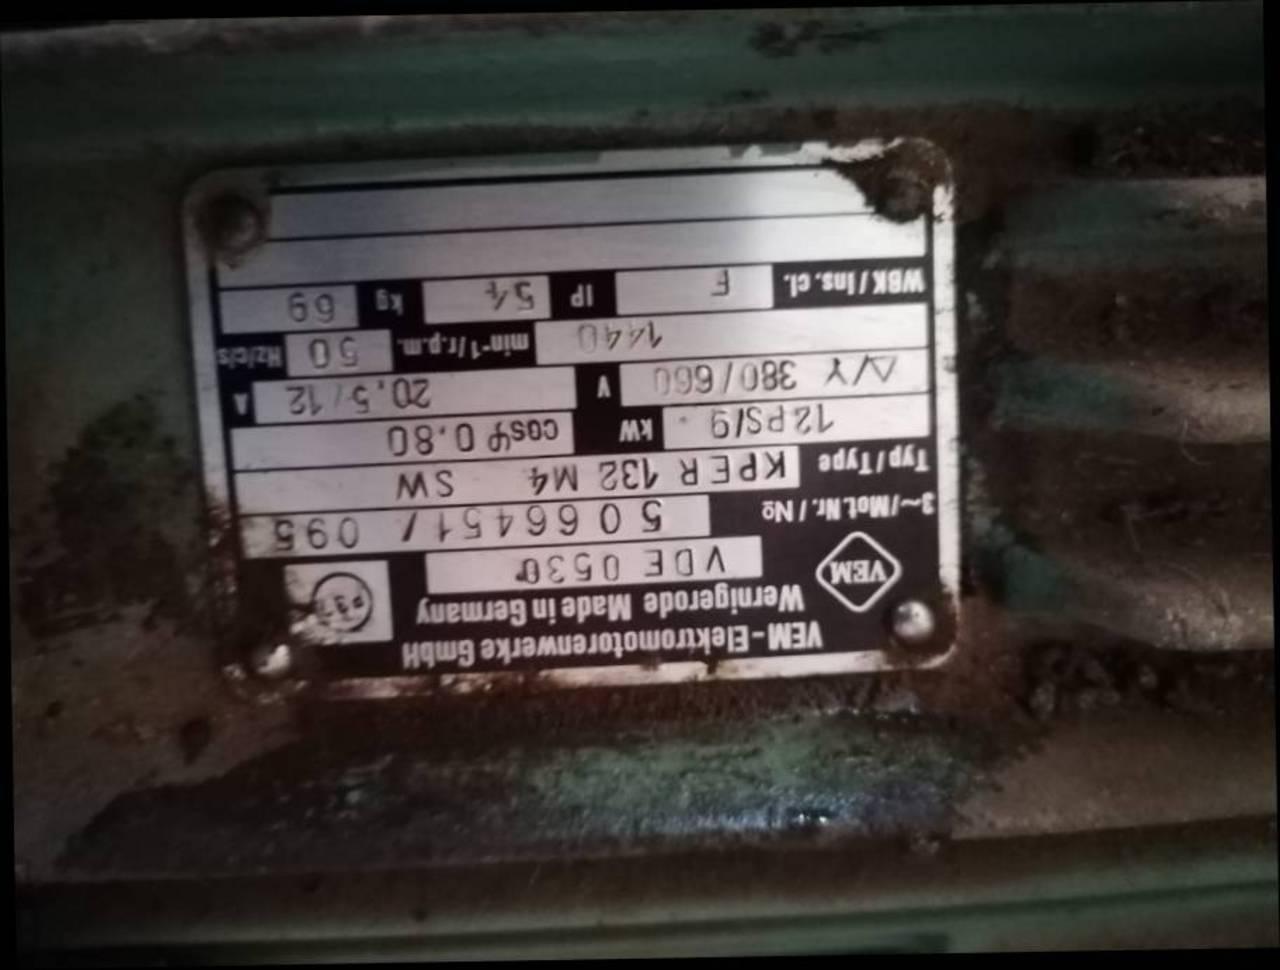 VEM-Elektromotorenwerke GmbH
VEM Wernigerode Made in Germany
VDE 0530
3~/Mot.Nr./No 5066451/ 095
Typ/Type KPER 132 M4 SW
12PS/9 kW cosφ 0.80
Δ/Y 380/660 V 20,5/12 A
1440 min-1/r.p.m. 50 Hz/c/s
WBK/Ins.cl. F IP 54 kg 69